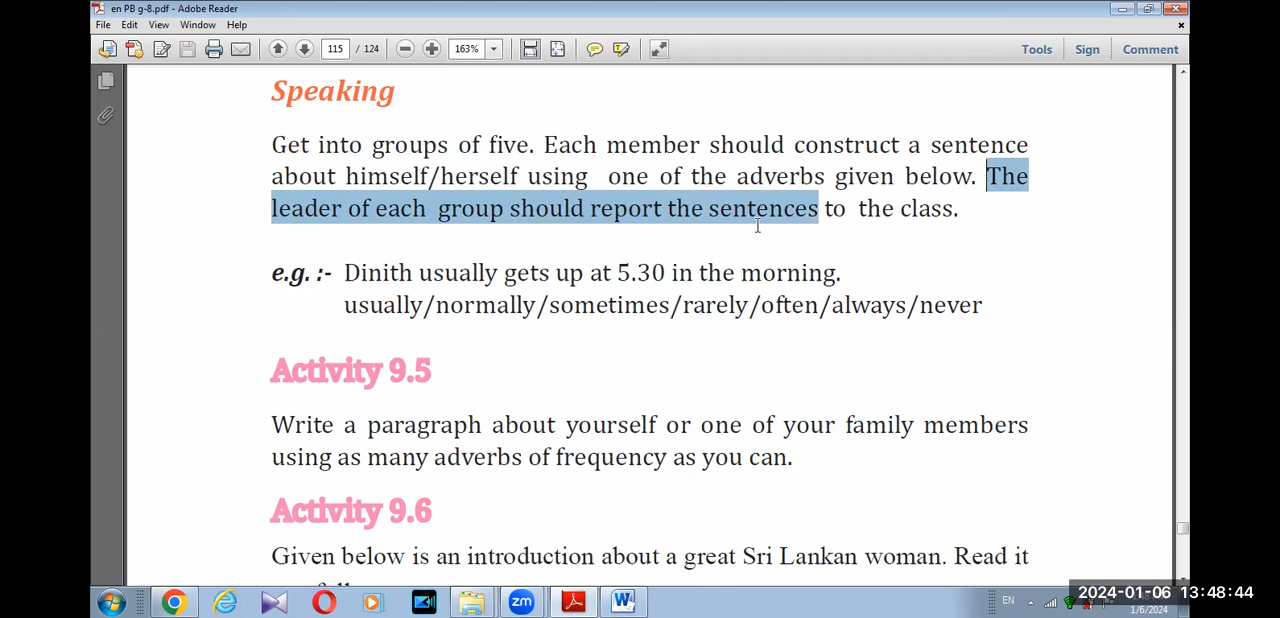 en PB g-8.pdf - Adobe Reader
File Edit View Window Help
115 / 124 163% Tools Sign Comment
Speaking
Get into groups of five. Each member should construct a sentence
about himself/herself using one of the adverbs given below. The
leader of each group should report the sentences to the class.
e.g. :- Dinith usually gets up at 5.30 in the morning.
usually/normally/sometimes/rarely/often/always/never
Activity 9.5
Write a paragraph about yourself or one of your family members
using as many adverbs of frequency as you can.
Activity 9.6
Given below is an introduction about a great Sri Lankan woman. Read it
zm
EN
2024-01-06 13:48:44
1/6/2024